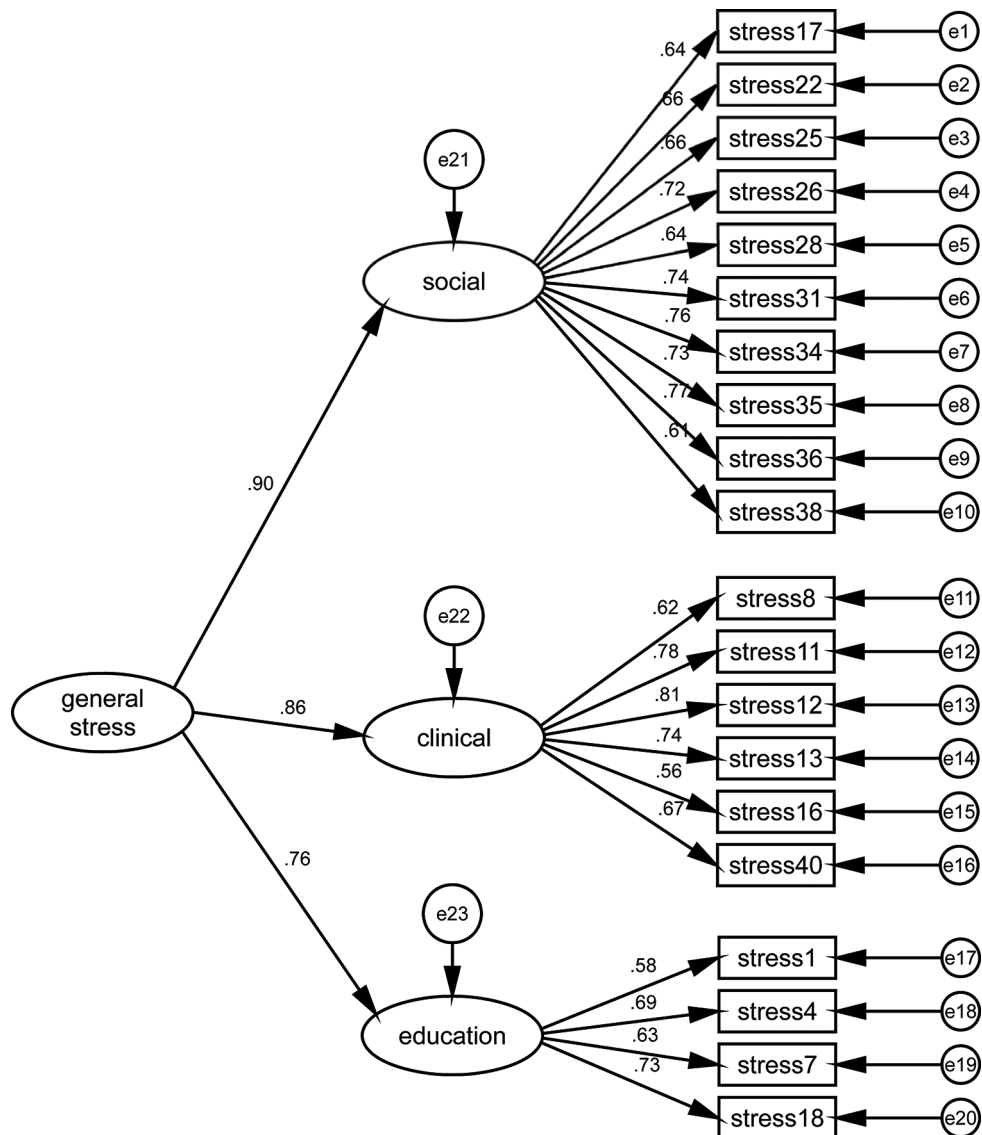 stress17
e1
.64
stress22
e2
.66
e21
stress25
e3
.66
stress26
e4
.72
stress28
e5
.64
social
stress31
e6
.74
.76
stress34
e7
.73
stress35
e8
.77
.61
stress36
e9
.90
stress38
e10
stress8
e11
.62
e22
stress11
e12
.78
general
stress
.81
stress12
e13
.86
clinical
.74
stress13
e14
.56
stress16
e15
.67
stress40
e16
.76
e23
stress1
e17
.58
.69
stress4
e18
education
.63
stress7
e19
.73
stress18
e20